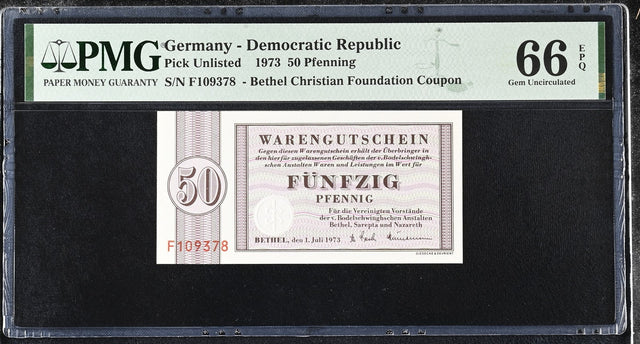 PMG
PAPER MONEY GUARANTY
Germany - Democratic Republic
Pick Unlisted 1973 50 Pfenning
S/N F109378 - Bethel Christian Foundation Coupon
66 EPQ
Gem Uncirculated
WARENGUTSCHEIN
Gegen diesen Warengutschein erhält der Überbringer in
den hierfür zugelassenen Geschäften der v. Bodelschwingh-
schen Anstalten Waren und Leistungen im Wert für
50
FÜNFZIG
PFENNIG
Für die Vereinigten Vorstände
der v. Bodelschwinghschen Anstalten
Bethel, Sarepta und Nazareth
F109378
BETHEL, den 1. Juli 1973
GIESECKE & DEVRIENT